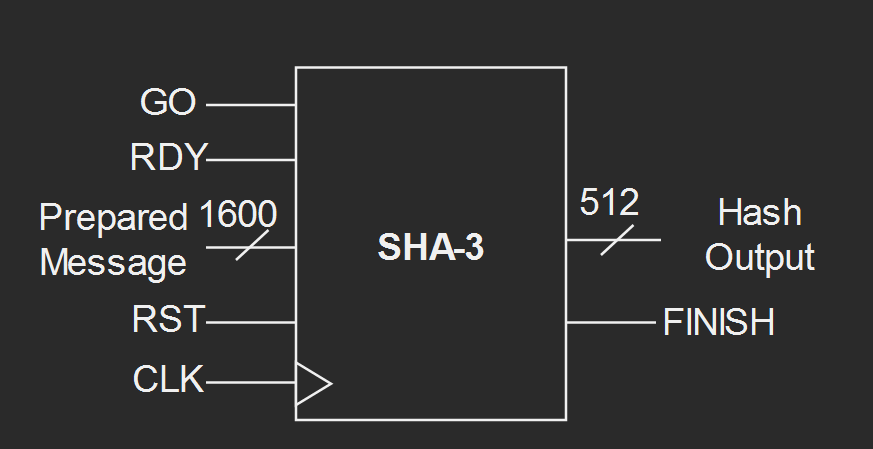 GO
RDY
Prepared
Message
1600
RST
CLK
SHA-3
512
Hash
Output
FINISH